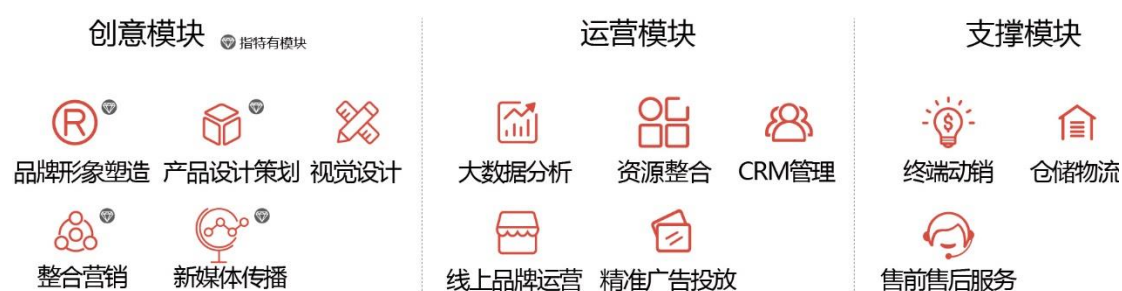 创意模块 指特有模块 运营模块 支撑模块
R
品牌形象塑造 产品设计策划 视觉设计 大数据分析 资源整合 CRM管理 终端动销 仓储物流
整合营销 新媒体传播 线上品牌运营 精准广告投放 售前售后服务